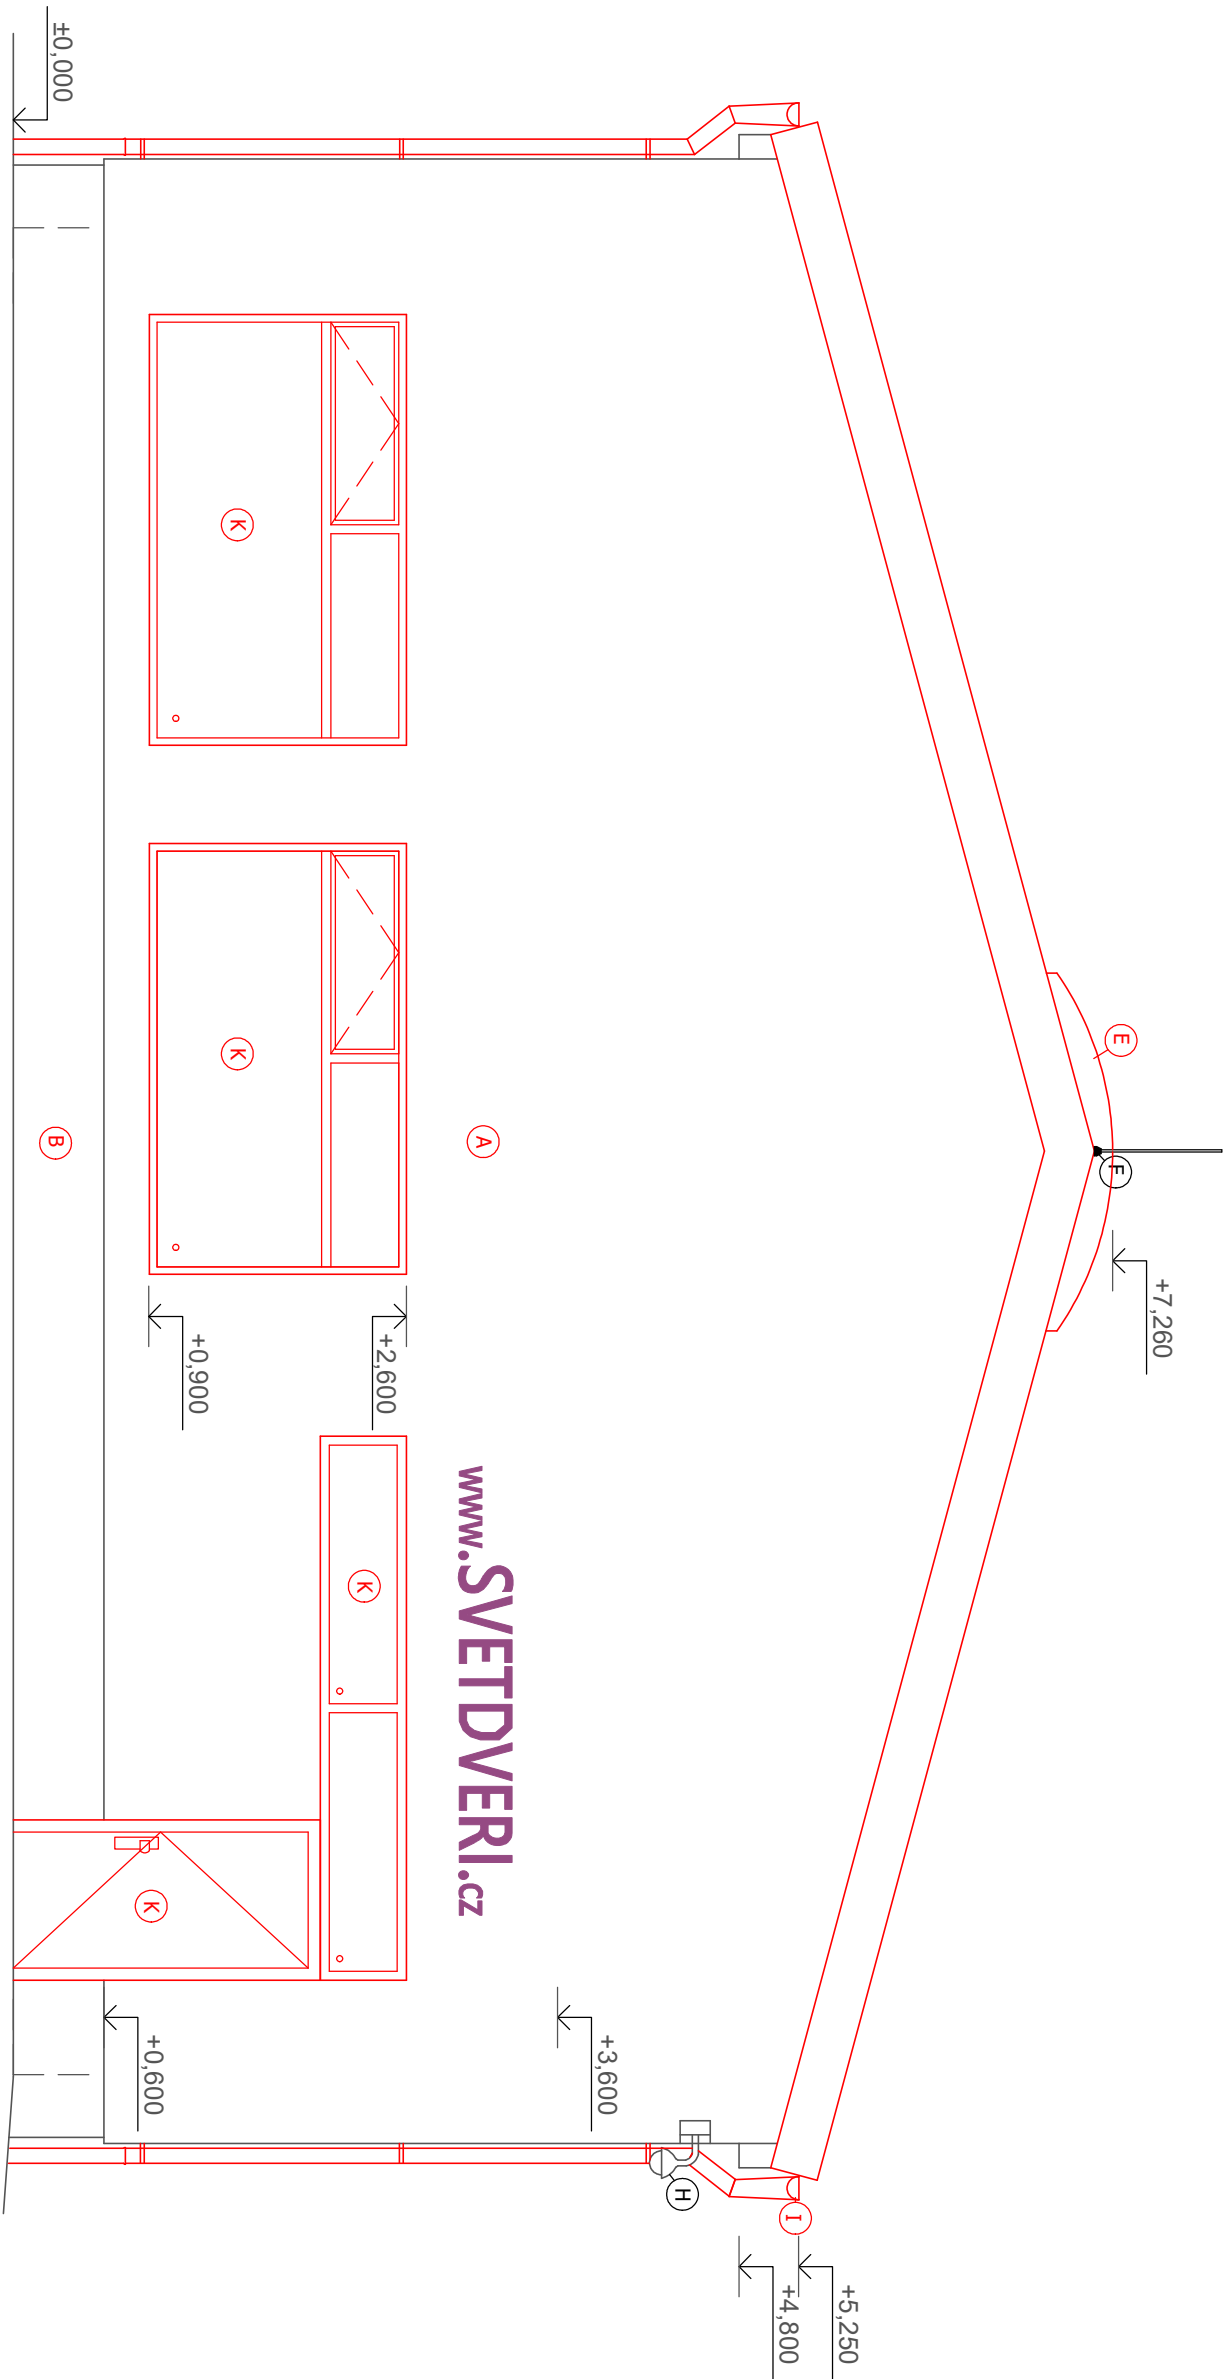 +7,260
E
F
+5,250
+4,800
I
H
+3,600
A
www.SVETDVERI.cz
+2,600
+0,900
K
K
K
K
+0,600
B
±0,000